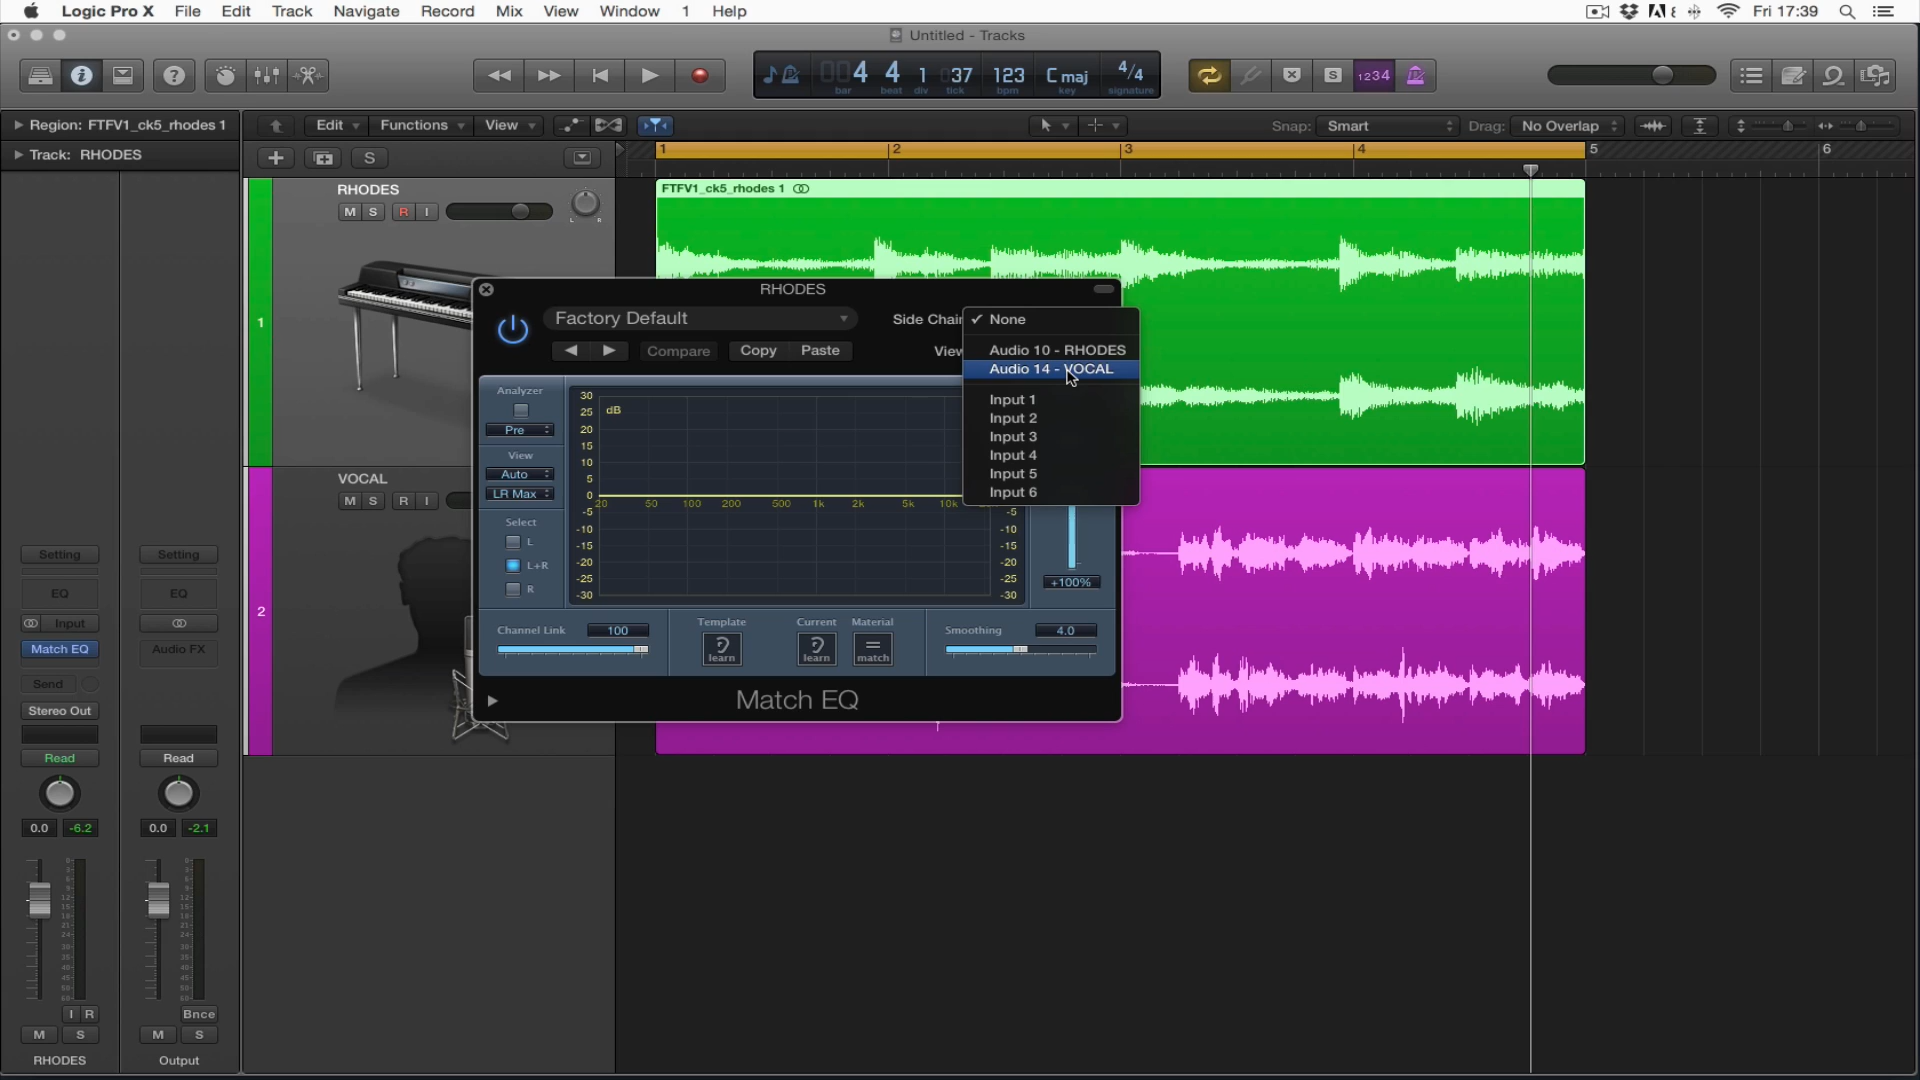 Logic Pro X File Edit Track Navigate Record Mix View Window 1 Help
Fri 17:39
Untitled - Tracks
4 4 1 37 123 C maj 4/4
bar beat div tick bpm key signature
1234
Region: FTFV1_ck5_rhodes 1
Edit Functions View
Snap: Smart
Drag: No Overlap
Track: RHODES
S
1 2 3 4 5 6
RHODES
M S R I
L R
1
FTFV1_ck5_rhodes 1
RHODES
Factory Default
Side Chain
None
Compare Copy Paste
View
Audio 10 - RHODES
Audio 14 - VOCAL
Input 1
Input 2
Input 3
Input 4
Input 5
Input 6
Analyzer
Pre
View
Auto
LR Max
Select
L
L+R
R
dB
30
25
20
15
10
5
0
-5
-10
-15
-20
-25
-30
20 50 100 200 500 1k 2k 5k 10k
-5
-10
-15
-20
-25
-30
+100%
Channel Link 100
Template
learn
Current Material
learn match
Smoothing 4.0
Match EQ
VOCAL
M S R I
2
Setting Setting
EQ EQ
Input
Match EQ Audio FX
Send
Stereo Out
Read Read
0.0 -6.2 0.0 -2.1
I R Bnce
M S M S
RHODES Output